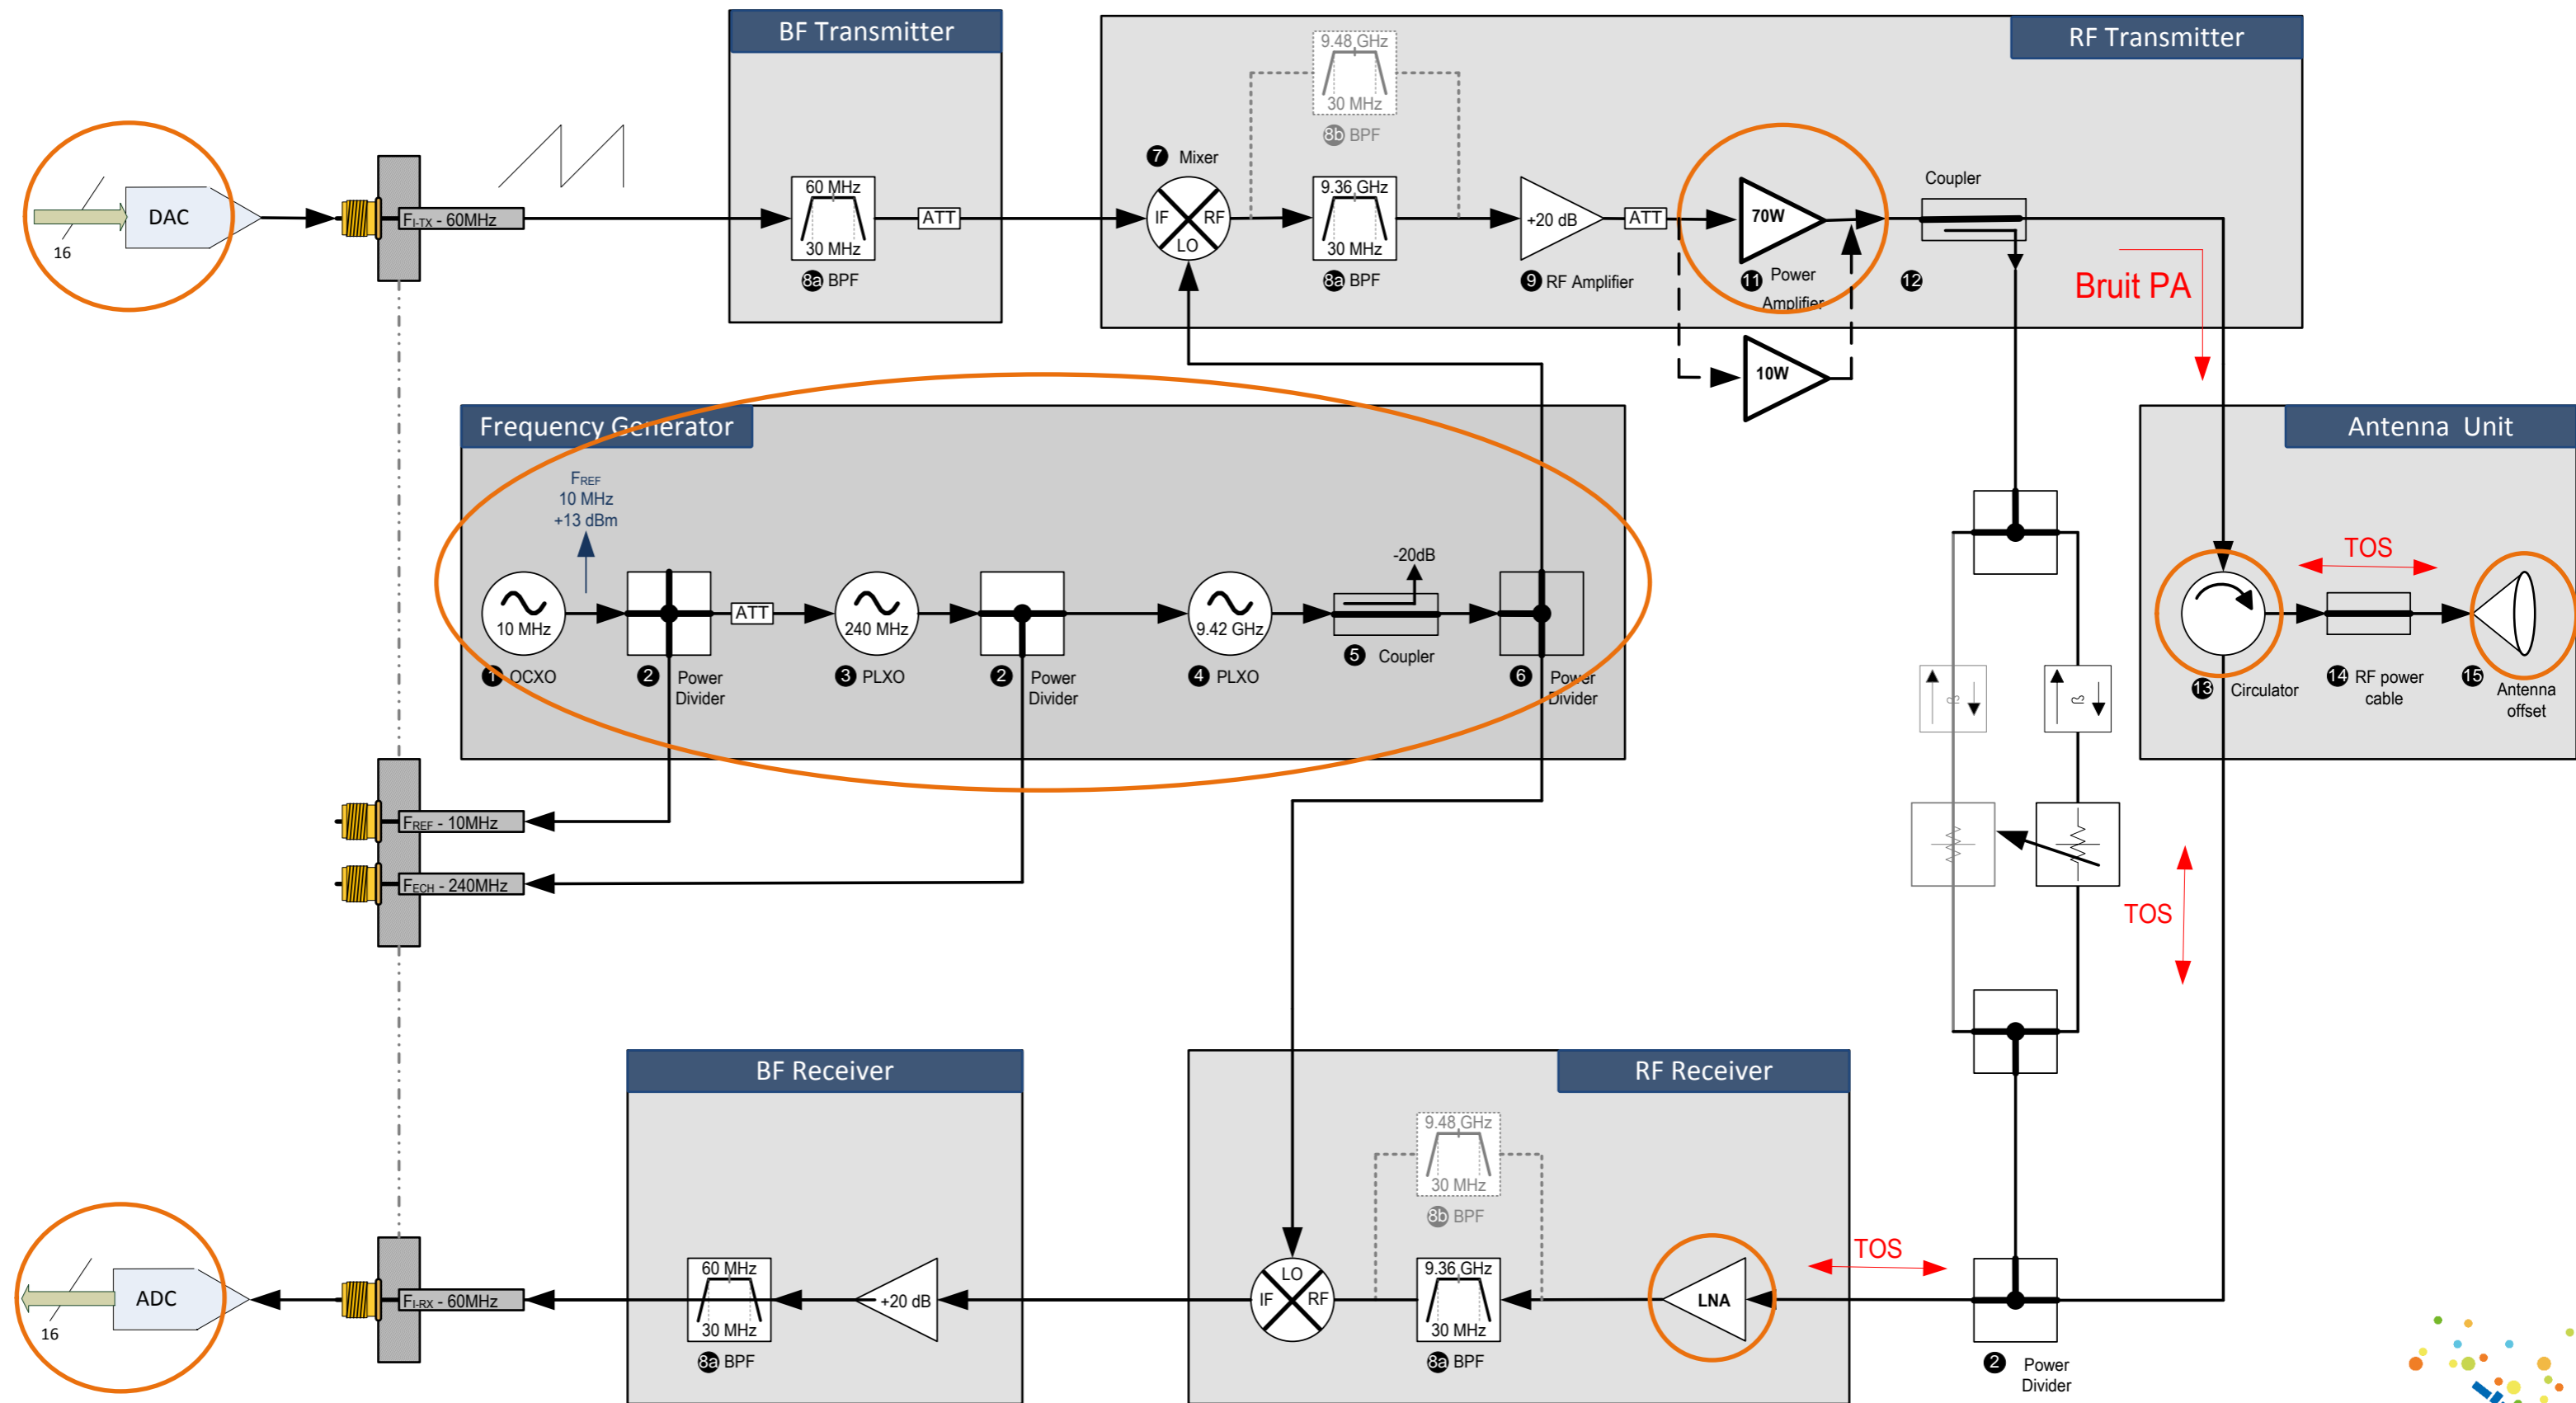 BF Transmitter
RF Transmitter
9.48 GHz
30 MHz
8b BPF
7 Mixer
Coupler
DAC
16
FI-TX - 60MHz
60 MHz
30 MHz
8a BPF
ATT
IF
RF
LO
9.36 GHz
30 MHz
8a BPF
+20 dB
9 RF Amplifier
ATT
70W
11 Power
Amplifier
12
Bruit PA
10W
Frequency Generator
FREF
10 MHz
+13 dBm
10 MHz
1 OCXO
2 Power
Divider
ATT
240 MHz
3 PLXO
2 Power
Divider
9.42 GHz
4 PLXO
-20dB
5 Coupler
6 Power
Divider
Antenna Unit
TOS
13 Circulator
14 RF power
cable
15 Antenna
offset
FREF - 10MHz
FECH - 240MHz
TOS
BF Receiver
RF Receiver
9.48 GHz
30 MHz
8b BPF
ADC
16
FI-RX - 60MHz
60 MHz
30 MHz
8a BPF
+20 dB
LO
IF
RF
9.36 GHz
30 MHz
8a BPF
LNA
TOS
2 Power
Divider